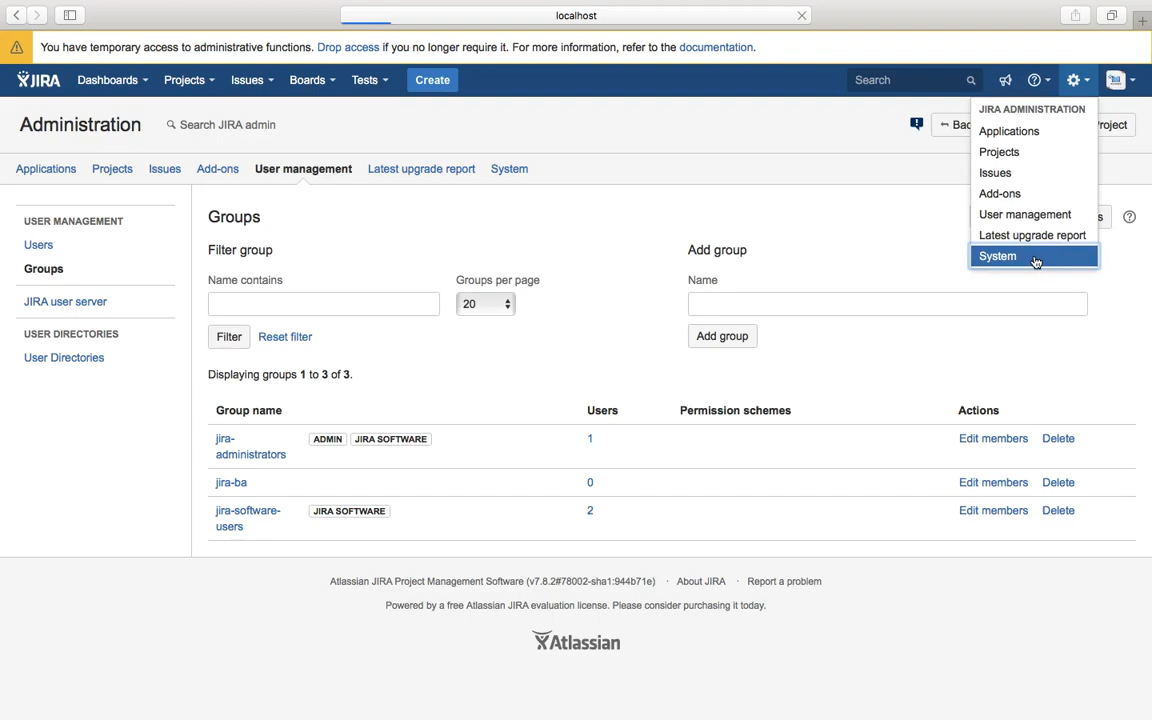 localhost
You have temporary access to administrative functions. Drop access if you no longer require it. For more information, refer to the documentation.
JIRA Dashboards Projects Issues Boards Tests Create Search
Administration Search JIRA admin Bac roject
JIRA ADMINISTRATION
Applications
Projects
Issues
Add-ons
User management
Latest upgrade report
System
Applications Projects Issues Add-ons User management Latest upgrade report System
USER MANAGEMENT
Users
Groups
JIRA user server
USER DIRECTORIES
User Directories
Groups s
Filter group
Name contains Groups per page
20
Filter Reset filter
Add group
Name
Add group
Displaying groups 1 to 3 of 3.
Group name Users Permission schemes Actions
jira-administrators ADMIN JIRA SOFTWARE 1 Edit members Delete
jira-ba 0 Edit members Delete
jira-software-users JIRA SOFTWARE 2 Edit members Delete
Atlassian JIRA Project Management Software (v7.8.2#78002-sha1:944b71e) · About JIRA · Report a problem
Powered by a free Atlassian JIRA evaluation license. Please consider purchasing it today.
Atlassian